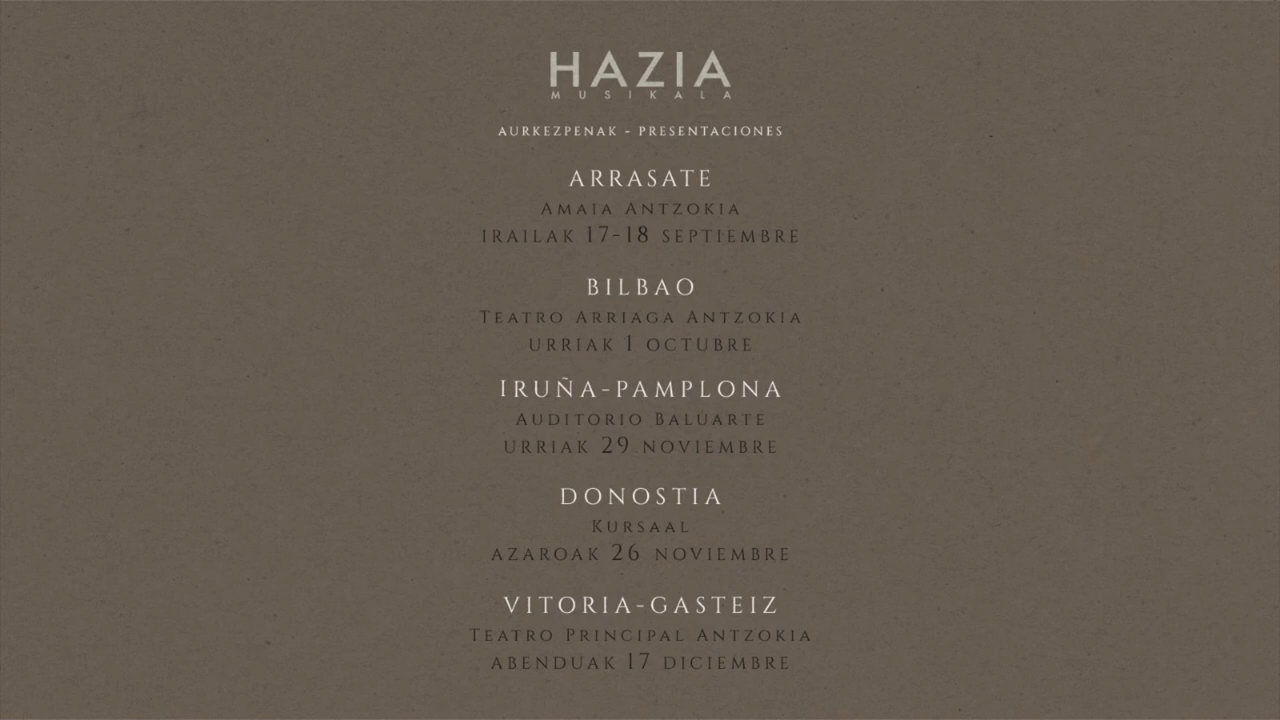 HAZIA
MUSIKALA
AURKEZPENAK - PRESENTACIONES
ARRASATE
AMAIA ANTZOKIA
IRAILAK 17-18 SEPTIEMBRE
BILBAO
TEATRO ARRIAGA ANTZOKIA
URRIAK 1 OCTUBRE
IRUÑA-PAMPLONA
AUDITORIO BALUARTE
URRIAK 29 NOVIEMBRE
DONOSTIA
KURSAAL
AZAROAK 26 NOVIEMBRE
VITORIA-GASTEIZ
TEATRO PRINCIPAL ANTZOKIA
ABENDUAK 17 DICIEMBRE